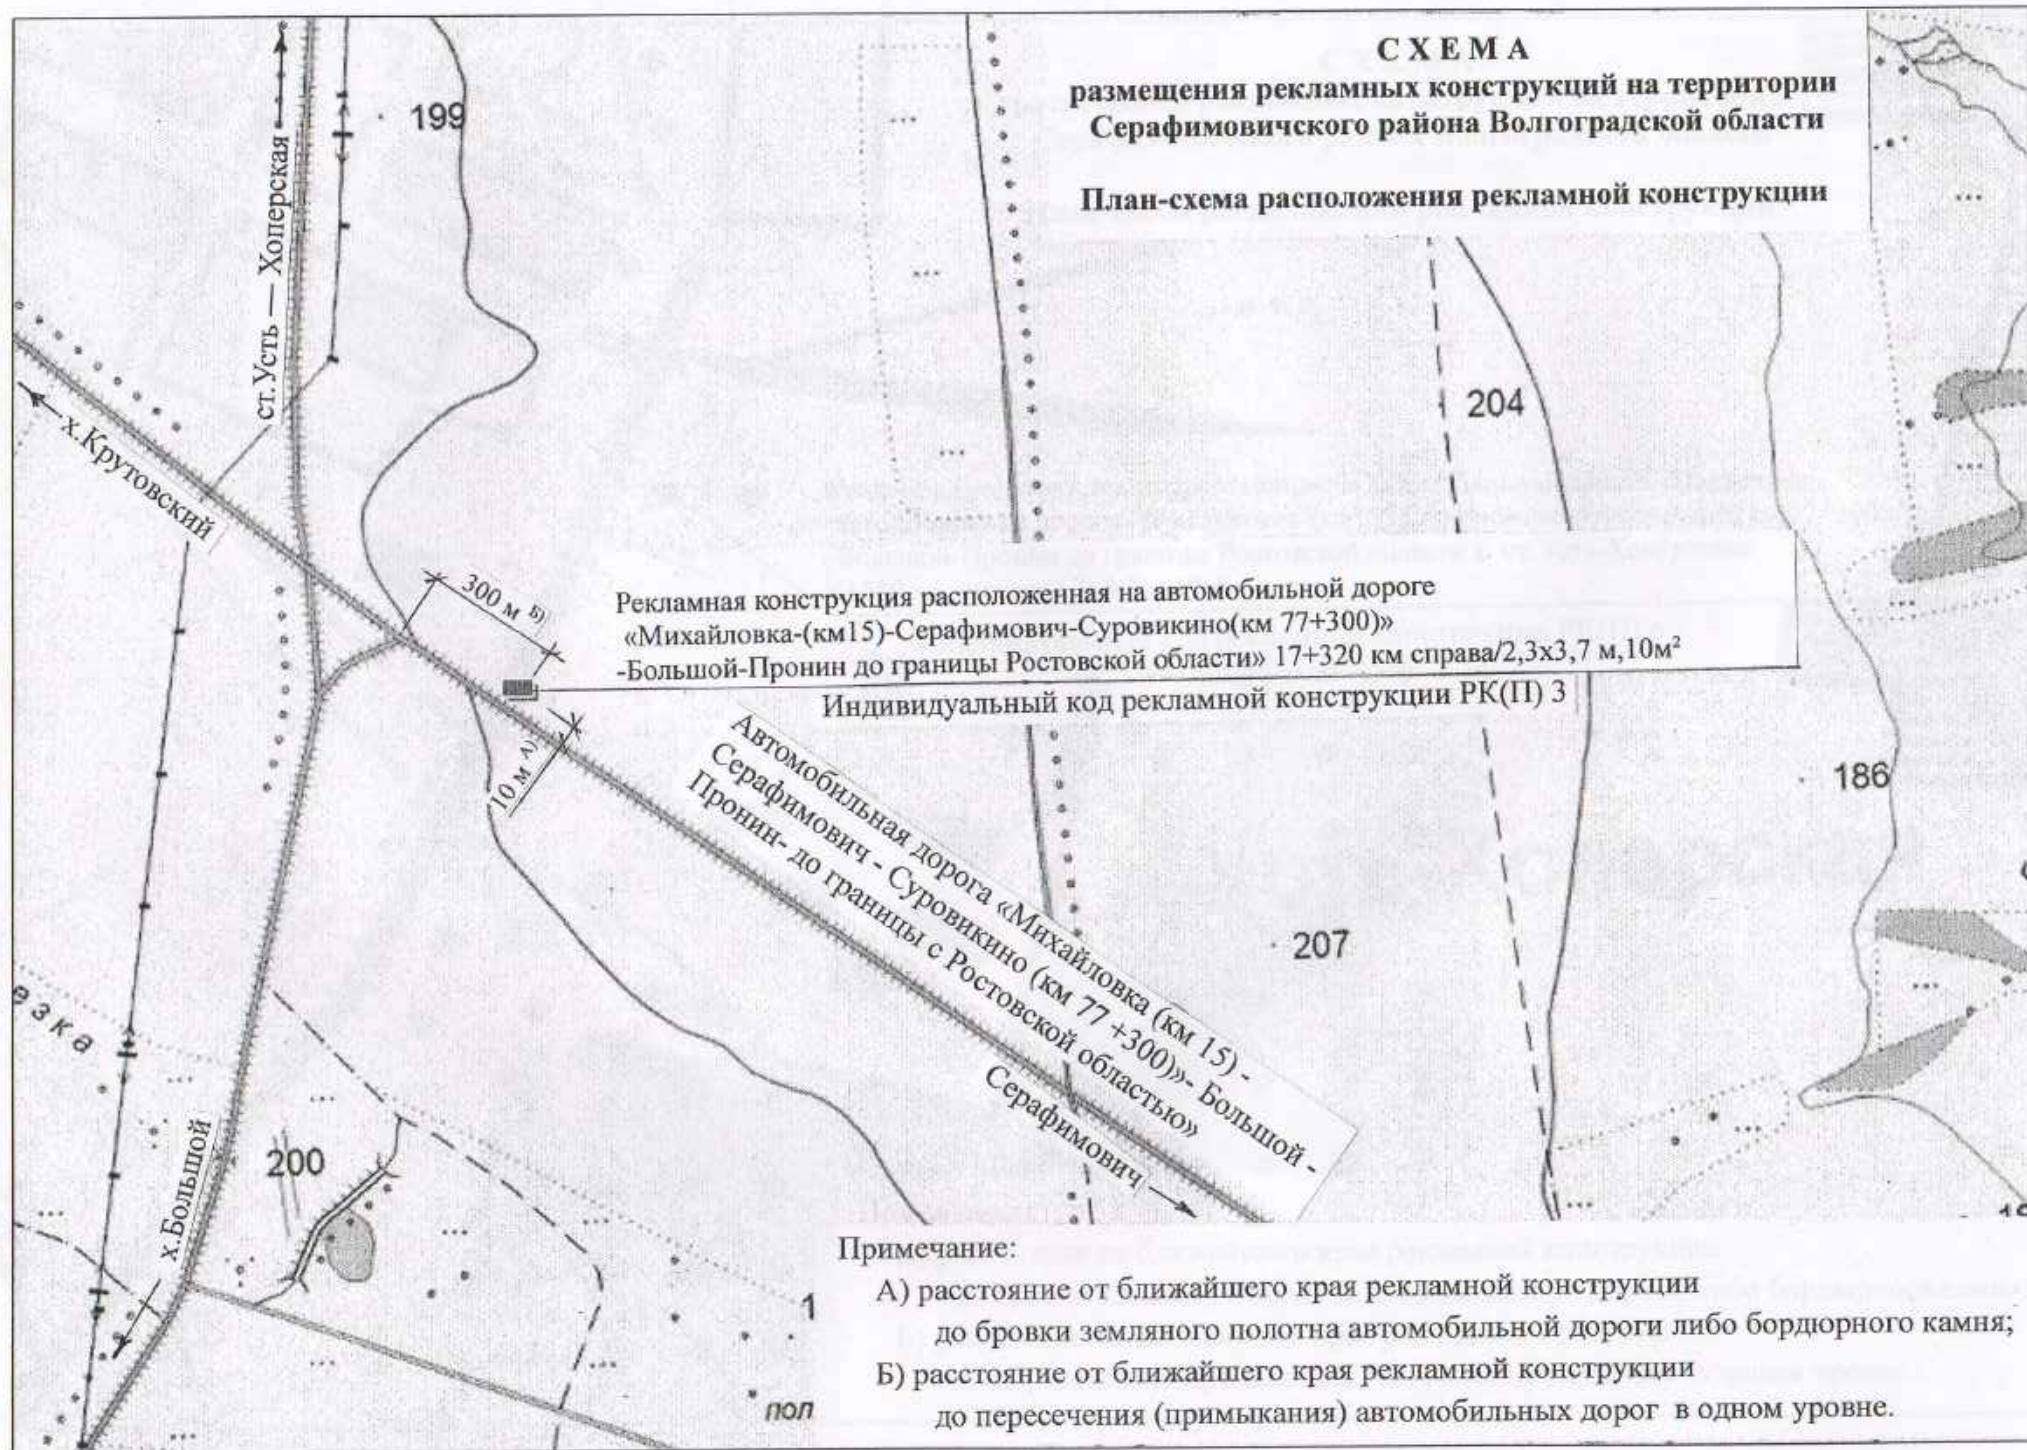 С Х Е М А
размещения рекламных конструкций на территории
Серафимовичского района Волгоградской области
План-схема расположения рекламной конструкции
199
ст.Усть — Хоперская
204
х.Крутовский
300 м Б)
Рекламная конструкция расположенная на автомобильной дороге
«Михайловка-(км15)-Серафимович-Суровикино(км 77+300)»
-Большой-Пронин до границы Ростовской области» 17+320 км справа/2,3х3,7 м,10м²
Индивидуальный код рекламной конструкции РК(П) 3
10 м А)
Автомобильная дорога «Михайловка (км 15) -
Серафимович - Суровикино (км 77 +300)»- Большой -
Пронин- до границы с Ростовской областью»
Серафимович
186
207
езка
200
х.Большой
Примечание:
А) расстояние от ближайшего края рекламной конструкции
до бровки земляного полотна автомобильной дороги либо бордюрного камня;
Б) расстояние от ближайшего края рекламной конструкции
до пересечения (примыкания) автомобильных дорог в одном уровне.
1
пол